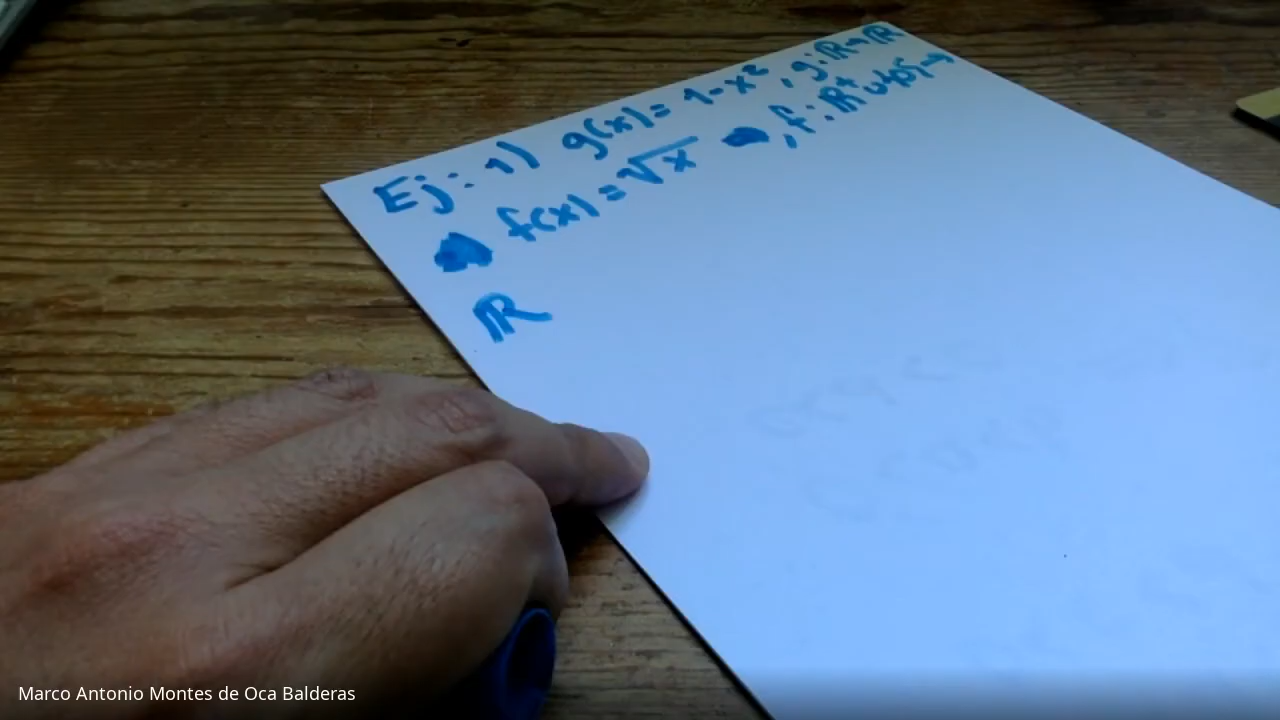 Ej: 1) g(x) = 1-x², g: ℝ→ℝ
f(x) = √x , f: ℝ⁺∪{0}→
ℝ
Marco Antonio Montes de Oca Balderas